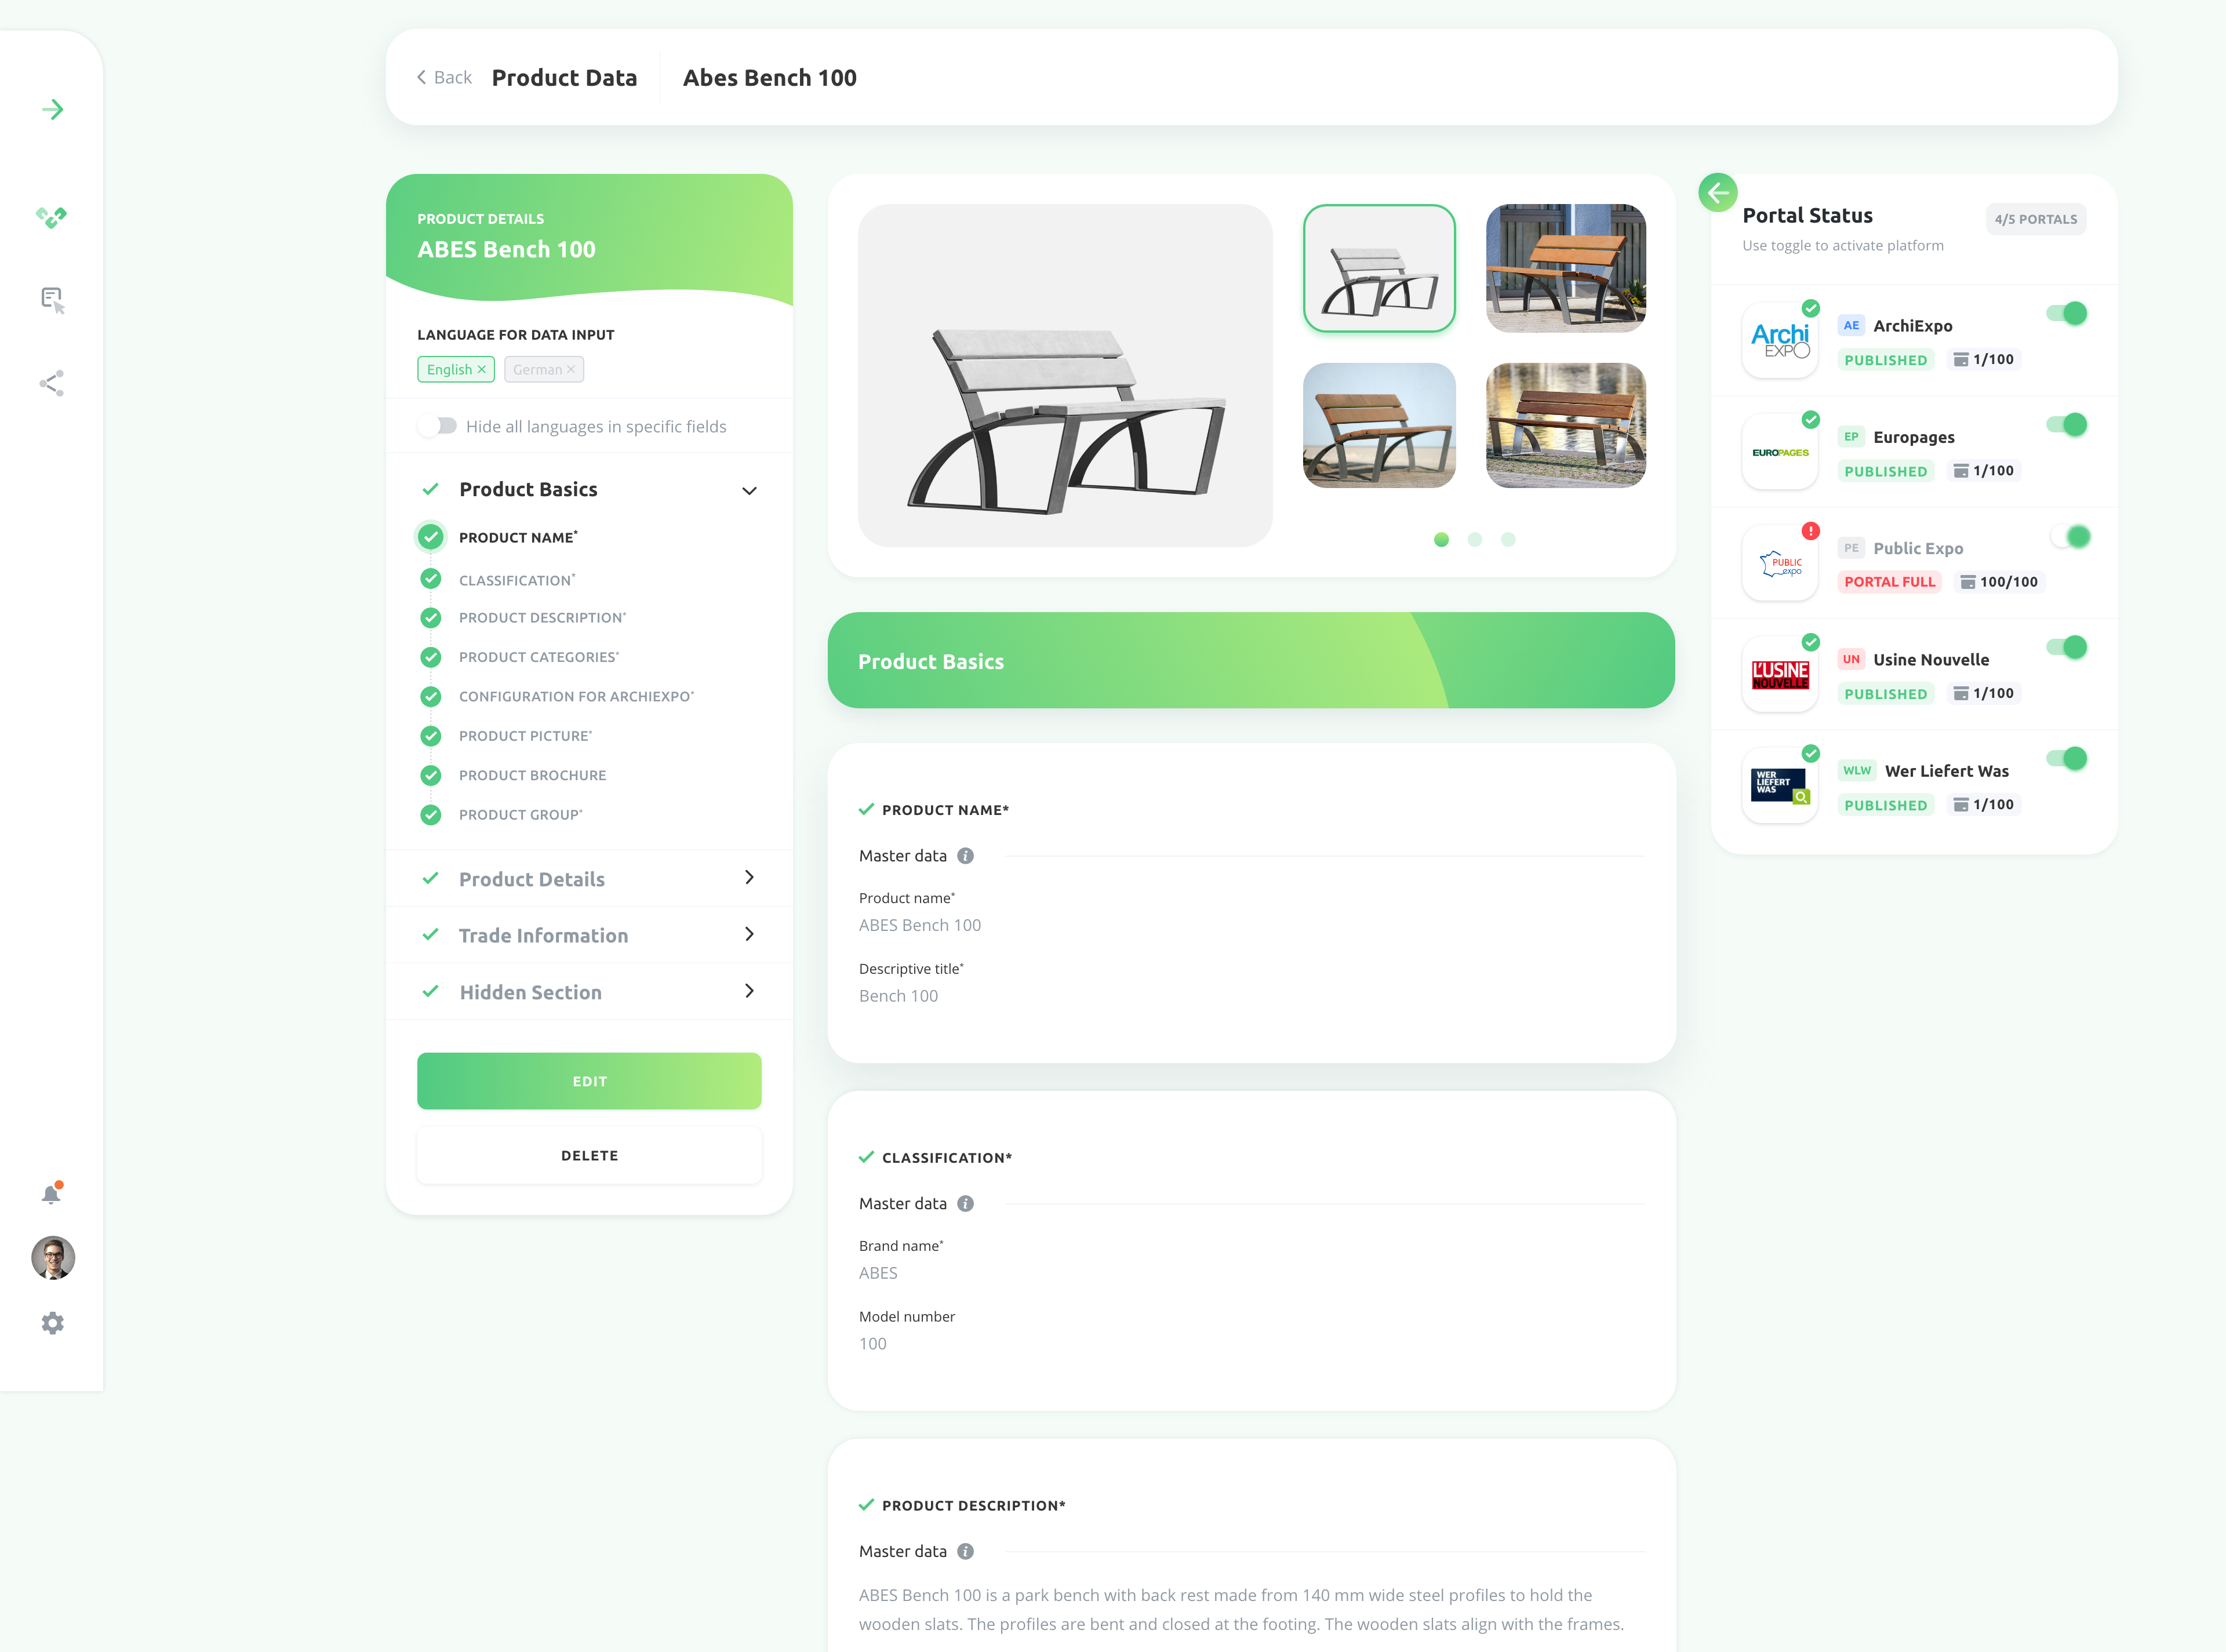 Back
Product Data
Abes Bench 100
PRODUCT DETAILS
ABES Bench 100
LANGUAGE FOR DATA INPUT
English ×
German ×
Hide all languages in specific fields
Product Basics
PRODUCT NAME*
CLASSIFICATION*
PRODUCT DESCRIPTION*
PRODUCT CATEGORIES*
CONFIGURATION FOR ARCHIEXPO*
PRODUCT PICTURE*
PRODUCT BROCHURE
PRODUCT GROUP*
Product Details
Trade Information
Hidden Section
EDIT
DELETE
Product Basics
PRODUCT NAME*
Master data
Product name*
ABES Bench 100
Descriptive title*
Bench 100
CLASSIFICATION*
Master data
Brand name*
ABES
Model number
100
PRODUCT DESCRIPTION*
Master data
ABES Bench 100 is a park bench with back rest made from 140 mm wide steel profiles to hold the
wooden slats. The profiles are bent and closed at the footing. The wooden slats align with the frames.
Portal Status
4/5 PORTALS
Use toggle to activate platform
Archi
EXPO
AE ArchiExpo
PUBLISHED 1/100
EUROPAGES
EP Europages
PUBLISHED 1/100
PUBLIC
expo
PE Public Expo
PORTAL FULL 100/100
L'USINE
NOUVELLE
UN Usine Nouvelle
PUBLISHED 1/100
WER
LIEFERT
WAS
WLW Wer Liefert Was
PUBLISHED 1/100